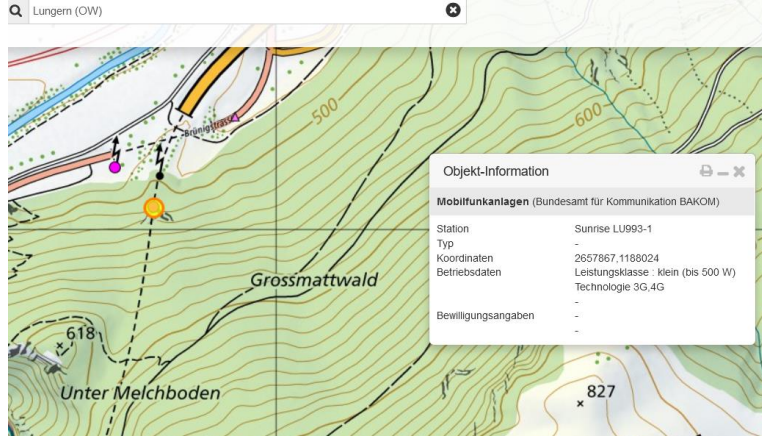 Lungern (OW)
500
600
Brünigstrasse
Objekt-Information
Mobilfunkanlagen (Bundesamt für Kommunikation BAKOM)
Station Sunrise LU993-1
Typ -
Koordinaten 2657867,1188024
Betriebsdaten Leistungsklasse : klein (bis 500 W)
Technologie 3G,4G
-
Bewilligungsangaben -
-
Grossmattwald
618
Unter Melchboden
827